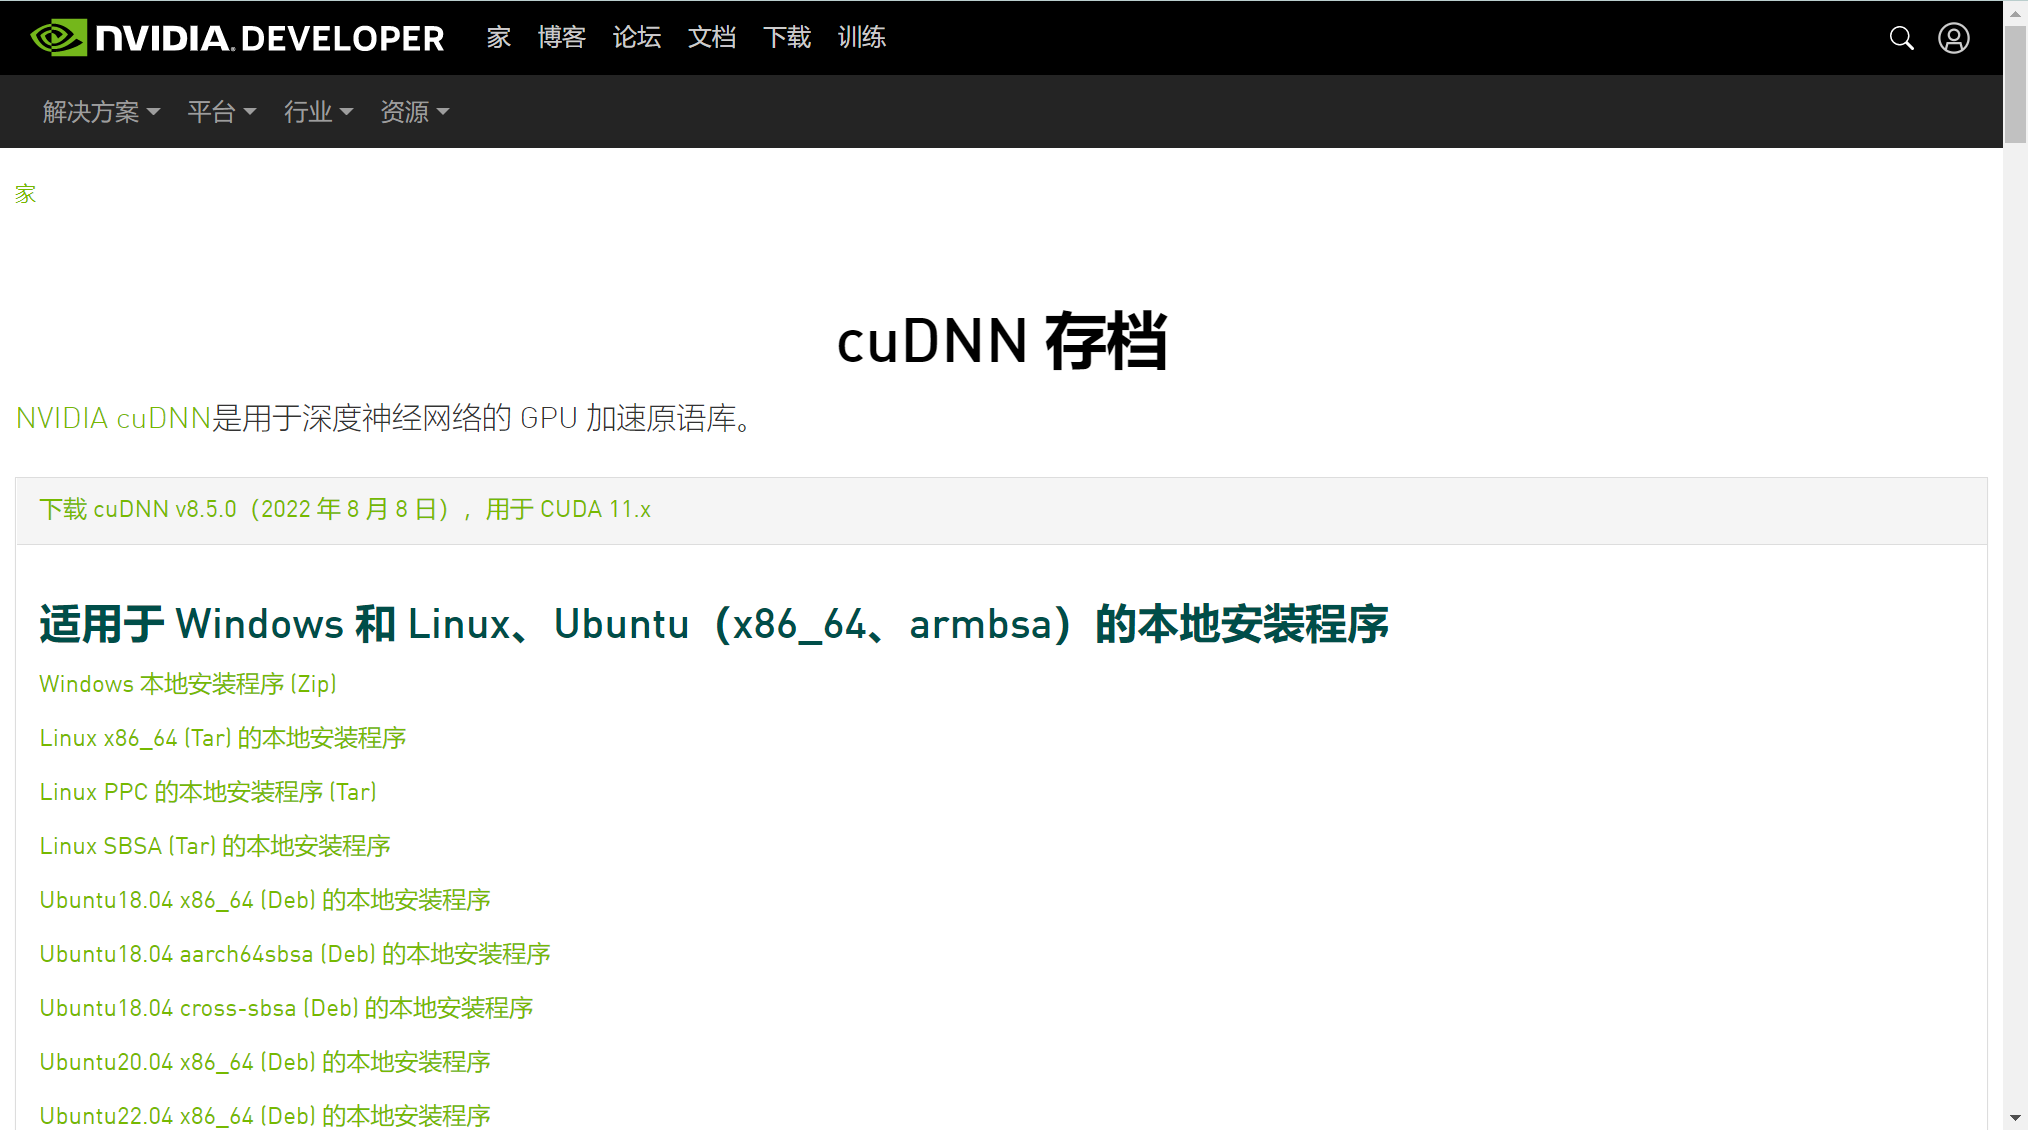 NVIDIA. DEVELOPER 家 博客 论坛 文档 下载 训练
解决方案 平台 行业 资源
家
cuDNN 存档
NVIDIA cuDNN是用于深度神经网络的 GPU 加速原语库。
下载 cuDNN v8.5.0（2022 年 8 月 8 日），用于 CUDA 11.x
适用于 Windows 和 Linux、Ubuntu（x86_64、armbsa）的本地安装程序
Windows 本地安装程序 (Zip)
Linux x86_64 (Tar) 的本地安装程序
Linux PPC 的本地安装程序 (Tar)
Linux SBSA (Tar) 的本地安装程序
Ubuntu18.04 x86_64 (Deb) 的本地安装程序
Ubuntu18.04 aarch64sbsa (Deb) 的本地安装程序
Ubuntu18.04 cross-sbsa (Deb) 的本地安装程序
Ubuntu20.04 x86_64 (Deb) 的本地安装程序
Ubuntu22.04 x86_64 (Deb) 的本地安装程序